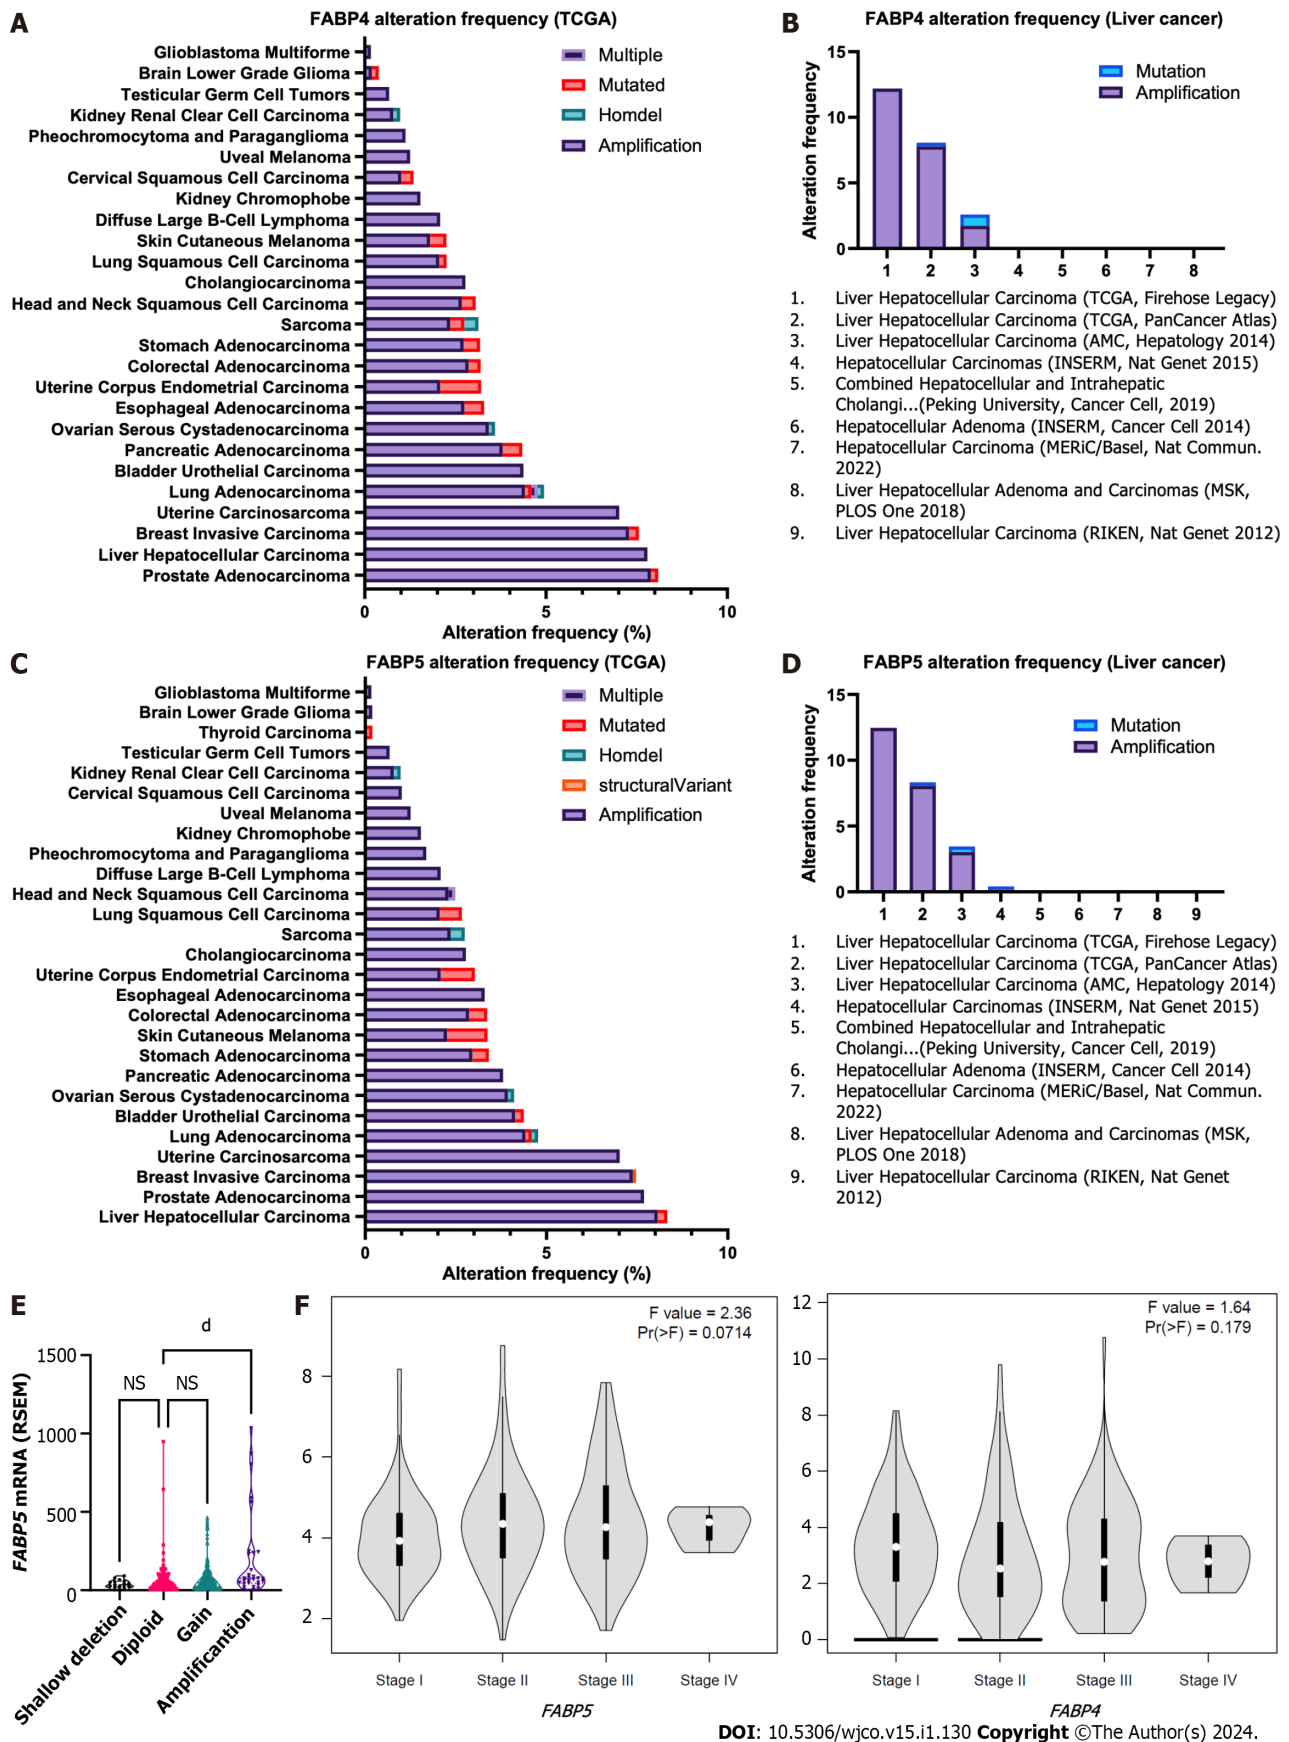 A
FABP4 alteration frequency (TCGA)
Glioblastoma Multiforme
Brain Lower Grade Glioma
Testicular Germ Cell Tumors
Kidney Renal Clear Cell Carcinoma
Pheochromocytoma and Paraganglioma
Uveal Melanoma
Cervical Squamous Cell Carcinoma
Kidney Chromophobe
Diffuse Large B-Cell Lymphoma
Skin Cutaneous Melanoma
Lung Squamous Cell Carcinoma
Cholangiocarcinoma
Head and Neck Squamous Cell Carcinoma
Sarcoma
Stomach Adenocarcinoma
Colorectal Adenocarcinoma
Uterine Corpus Endometrial Carcinoma
Esophageal Adenocarcinoma
Ovarian Serous Cystadenocarcinoma
Pancreatic Adenocarcinoma
Bladder Urothelial Carcinoma
Lung Adenocarcinoma
Uterine Carcinosarcoma
Breast Invasive Carcinoma
Liver Hepatocellular Carcinoma
Prostate Adenocarcinoma
Multiple
Mutated
Homdel
Amplification
0 5 10
Alteration frequency (%)
B
FABP4 alteration frequency (Liver cancer)
Alteration frequency
15
10
5
0
Mutation
Amplification
1 2 3 4 5 6 7 8
1. Liver Hepatocellular Carcinoma (TCGA, Firehose Legacy)
2. Liver Hepatocellular Carcinoma (TCGA, PanCancer Atlas)
3. Liver Hepatocellular Carcinoma (AMC, Hepatology 2014)
4. Hepatocellular Carcinomas (INSERM, Nat Genet 2015)
5. Combined Hepatocellular and Intrahepatic
Cholangi...(Peking University, Cancer Cell, 2019)
6. Hepatocellular Adenoma (INSERM, Cancer Cell 2014)
7. Hepatocellular Carcinoma (MERiC/Basel, Nat Commun.
2022)
8. Liver Hepatocellular Adenoma and Carcinomas (MSK,
PLOS One 2018)
9. Liver Hepatocellular Carcinoma (RIKEN, Nat Genet 2012)
C
FABP5 alteration frequency (TCGA)
Glioblastoma Multiforme
Brain Lower Grade Glioma
Thyroid Carcinoma
Testicular Germ Cell Tumors
Kidney Renal Clear Cell Carcinoma
Cervical Squamous Cell Carcinoma
Uveal Melanoma
Kidney Chromophobe
Pheochromocytoma and Paraganglioma
Diffuse Large B-Cell Lymphoma
Head and Neck Squamous Cell Carcinoma
Lung Squamous Cell Carcinoma
Sarcoma
Cholangiocarcinoma
Uterine Corpus Endometrial Carcinoma
Esophageal Adenocarcinoma
Colorectal Adenocarcinoma
Skin Cutaneous Melanoma
Stomach Adenocarcinoma
Pancreatic Adenocarcinoma
Ovarian Serous Cystadenocarcinoma
Bladder Urothelial Carcinoma
Lung Adenocarcinoma
Uterine Carcinosarcoma
Breast Invasive Carcinoma
Prostate Adenocarcinoma
Liver Hepatocellular Carcinoma
Multiple
Mutated
Homdel
structuralVariant
Amplification
0 5 10
Alteration frequency (%)
D
FABP5 alteration frequency (Liver cancer)
Alteration frequency
15
10
5
0
Mutation
Amplification
1 2 3 4 5 6 7 8 9
1. Liver Hepatocellular Carcinoma (TCGA, Firehose Legacy)
2. Liver Hepatocellular Carcinoma (TCGA, PanCancer Atlas)
3. Liver Hepatocellular Carcinoma (AMC, Hepatology 2014)
4. Hepatocellular Carcinomas (INSERM, Nat Genet 2015)
5. Combined Hepatocellular and Intrahepatic
Cholangi...(Peking University, Cancer Cell, 2019)
6. Hepatocellular Adenoma (INSERM, Cancer Cell 2014)
7. Hepatocellular Carcinoma (MERiC/Basel, Nat Commun.
2022)
8. Liver Hepatocellular Adenoma and Carcinomas (MSK,
PLOS One 2018)
9. Liver Hepatocellular Carcinoma (RIKEN, Nat Genet
2012)
E
FABP5 mRNA (RSEM)
1500
1000
500
0
d
NS NS
Shallow deletion
Diploid
Gain
Amplificantion
F
F value = 2.36
Pr(>F) = 0.0714
8
6
4
2
Stage I Stage II Stage III Stage IV
FABP5
F value = 1.64
Pr(>F) = 0.179
12
10
8
6
4
2
0
Stage I Stage II Stage III Stage IV
FABP4
DOI: 10.5306/wjco.v15.i1.130 Copyright ©The Author(s) 2024.